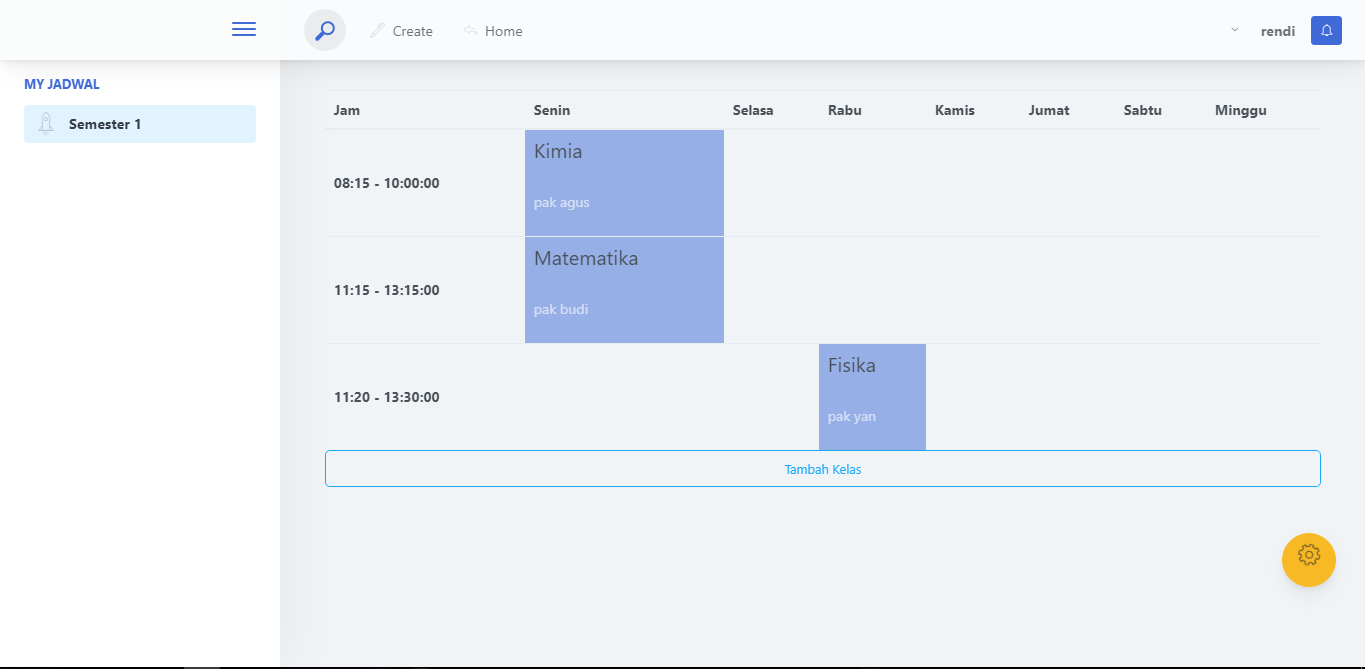 Create Home rendi
MY JADWAL
Semester 1
Jam Senin Selasa Rabu Kamis Jumat Sabtu Minggu
08:15 - 10:00:00 Kimia
pak agus
11:15 - 13:15:00 Matematika
pak budi
11:20 - 13:30:00 Fisika
pak yan
Tambah Kelas